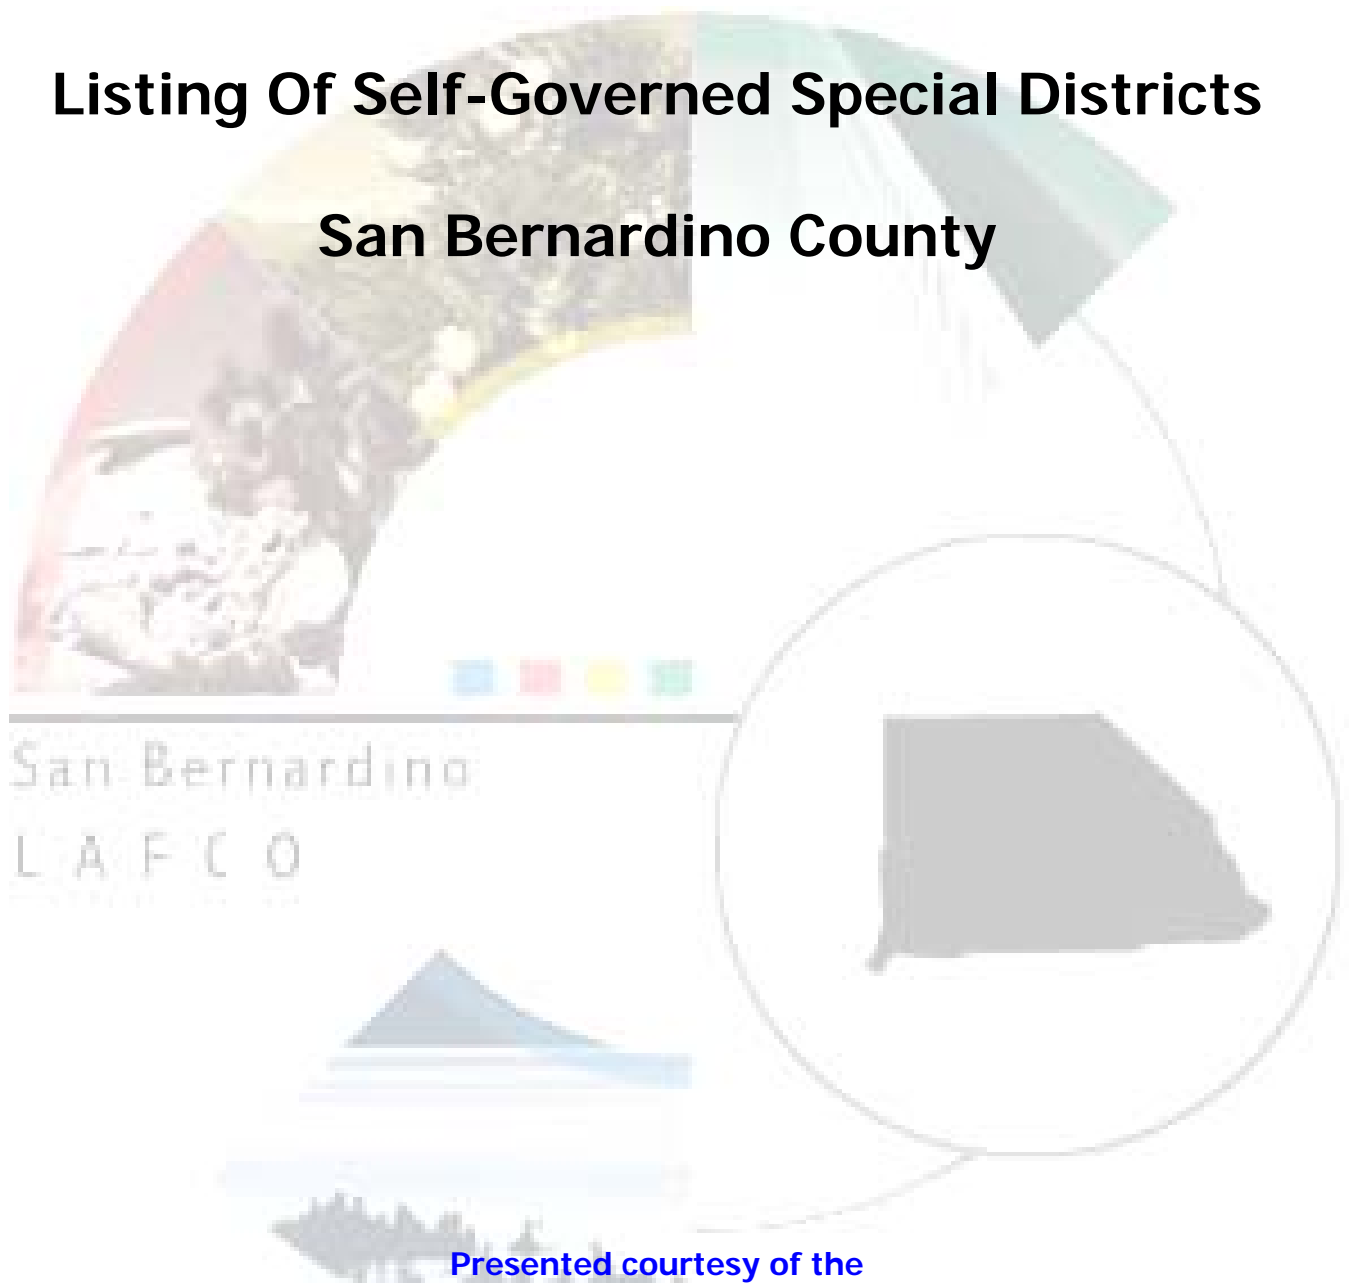 Listing Of Self-Governed Special Districts
San Bernardino County
San Bernardino
LAFCO
Presented courtesy of the